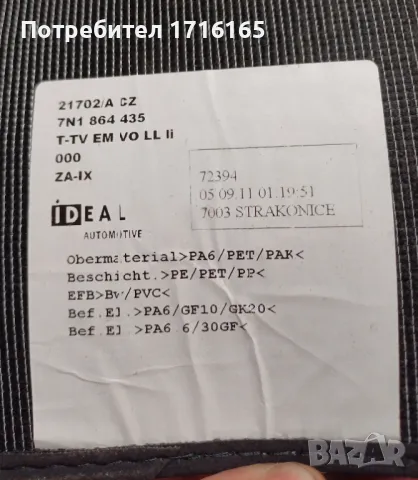 Потребител 1716165
21702/A CZ
7N1 864 435
T-TV EM VO LL li
000
ZA-IX
72394
05 09.11 01.19:51
7003 STRAKONICE
IDEAL
AUTOMOTIVE
Obermaterial>PA6/PET/PAK<
Beschicht.>PE/PET/PP<
EFB>Bw/PVC<
Bef.El.>PA6/GF10/GK20<
Bef.El.>PA6 6/30GF<
BAZAR